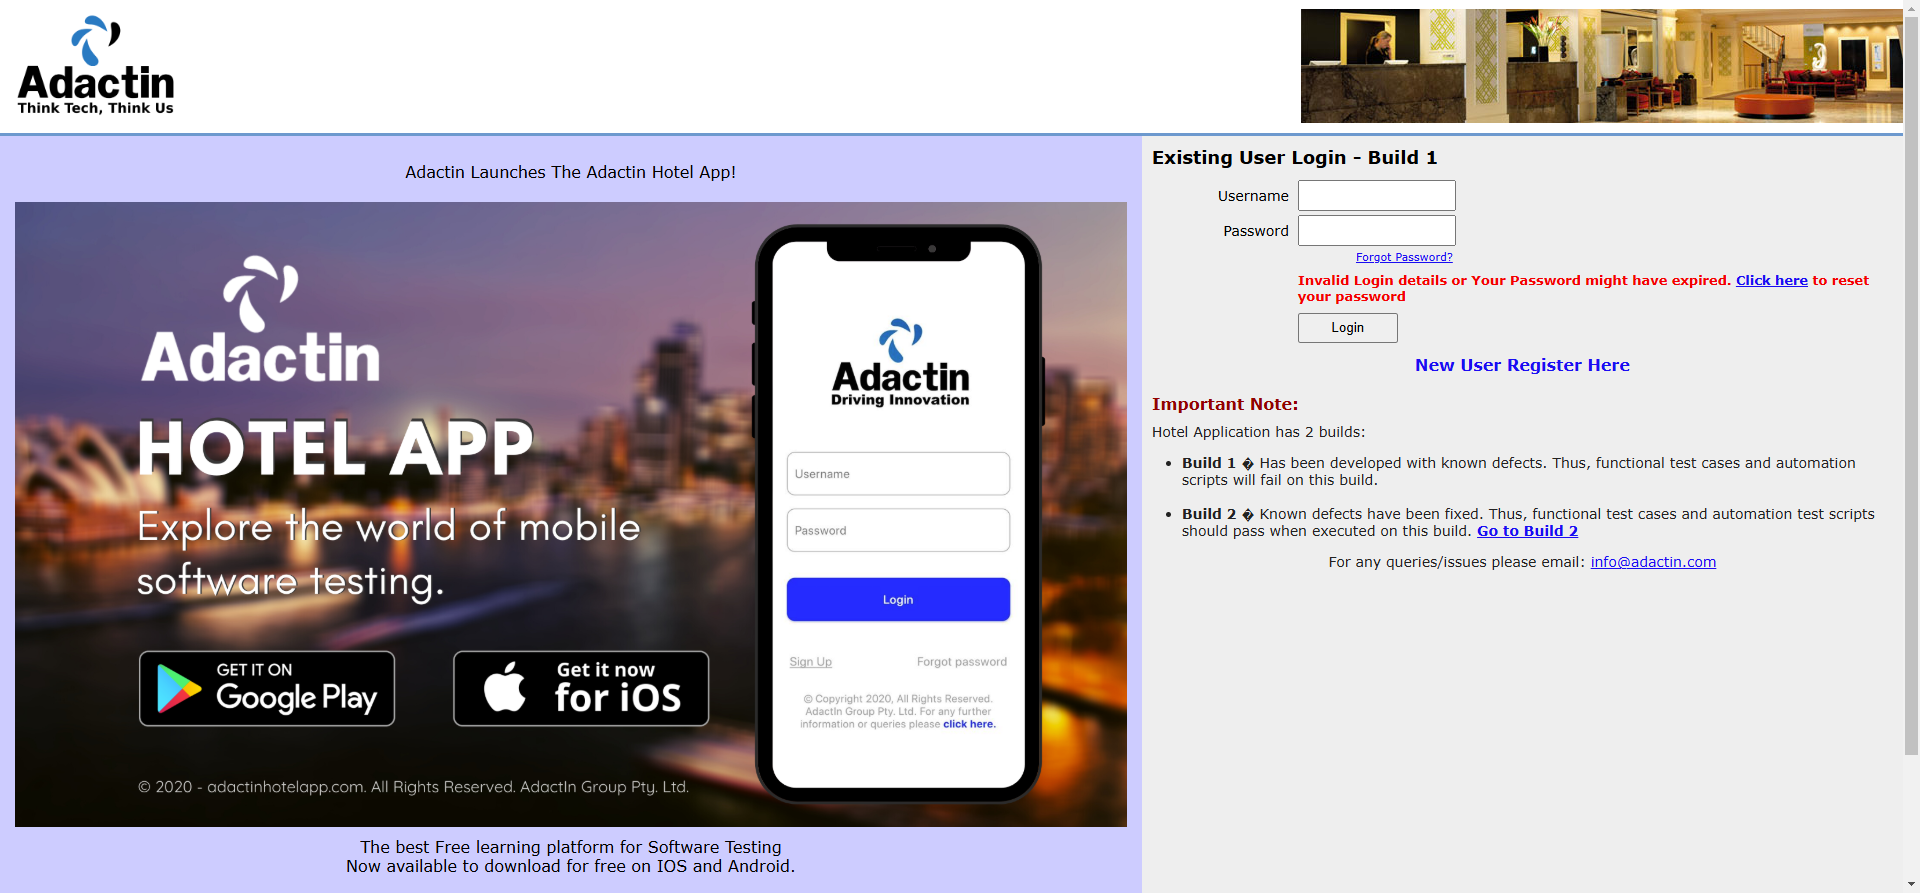 Adactin
Think Tech, Think Us
Adactin Launches The Adactin Hotel App!
Adactin
HOTEL APP
Explore the world of mobile
software testing.
GET IT ON
Google Play
Get it now
for iOS
© 2020 - adactinhotelapp.com. All Rights Reserved. AdactIn Group Pty. Ltd.
Adactin
Driving Innovation
Username
Password
Login
Sign Up Forgot password
© Copyright 2020, All Rights Reserved.
AdactIn Group Pty. Ltd. For any further
information or queries please click here.
The best Free learning platform for Software Testing
Now available to download for free on IOS and Android.
Existing User Login - Build 1
Username
Password
Forgot Password?
Invalid Login details or Your Password might have expired. Click here to reset
your password
Login
New User Register Here
Important Note:
Hotel Application has 2 builds:
• Build 1 � Has been developed with known defects. Thus, functional test cases and automation
scripts will fail on this build.
• Build 2 � Known defects have been fixed. Thus, functional test cases and automation test scripts
should pass when executed on this build. Go to Build 2
For any queries/issues please email: info@adactin.com